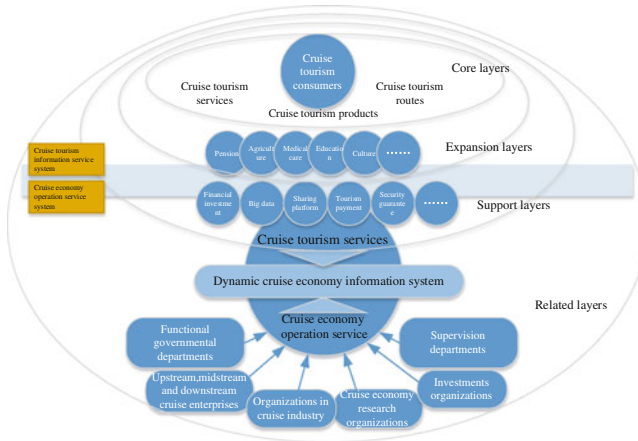 Cruise
tourism
consumers
Core layers
Cruise tourism
services
Cruise tourism
routes
Cruise tourism products
Cruise tourism
information service
system
Pension
Agricult
ure
Medical
care
Educatio
n
Culture
......
Expansion layers
Cruise economy
operation service
system
Financial
investme
nt
Big data
Sharing
platform
Tourism
payment
Security
guarante
e
......
Support layers
Cruise tourism services
Dynamic cruise economy information system
Related layers
Cruise economy
operation service
Functional
governmental
departments
Supervision
departments
Upstream,midstream
and downstream
cruise enterprises
Organizations in
cruise industry
Cruise economy
research
organizations
Investments
organizations